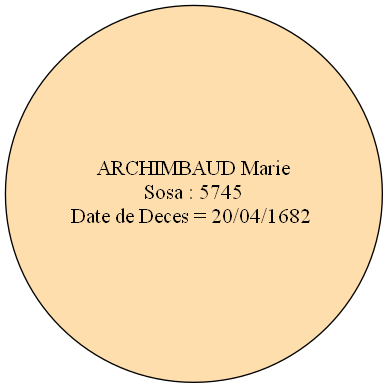 ARCHIMBAUD Marie
Sosa : 5745
Date de Deces = 20/04/1682